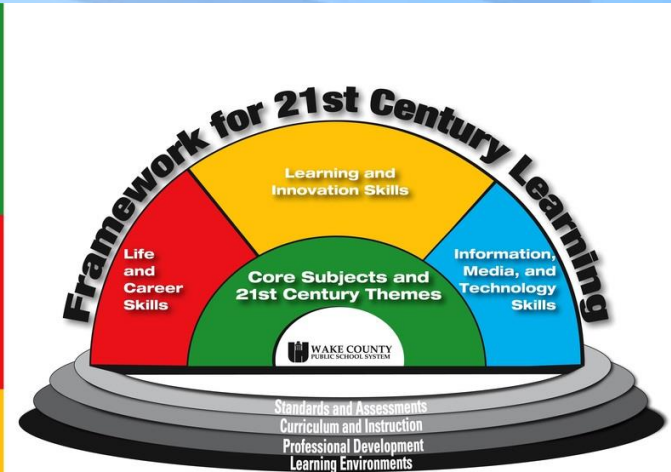 Framework for 21st Century Learning
Learning and
Innovation Skills
Life
and
Career
Skills
Core Subjects and
21st Century Themes
Information,
Media, and
Technology
Skills
WAKE COUNTY
PUBLIC SCHOOL SYSTEM
Standards and Assessments
Curriculum and Instruction
Professional Development
Learning Environments